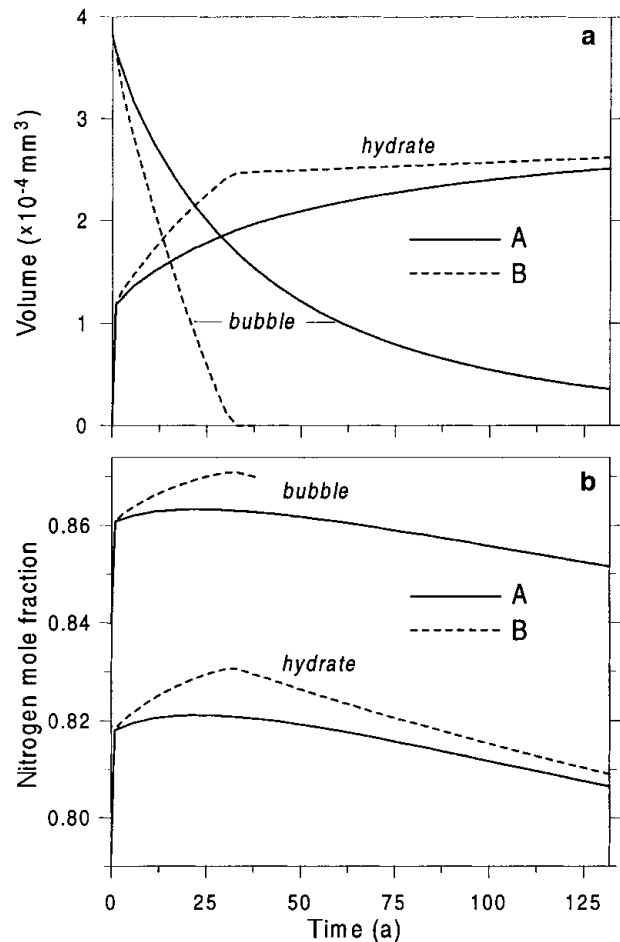 a
4
3
2
1
0
Volume (×10⁻⁴ mm³)
hydrate
A
B
bubble
b
0.86
0.84
0.82
0.80
Nitrogen mole fraction
bubble
A
B
hydrate
0 25 50 75 100 125
Time (a)